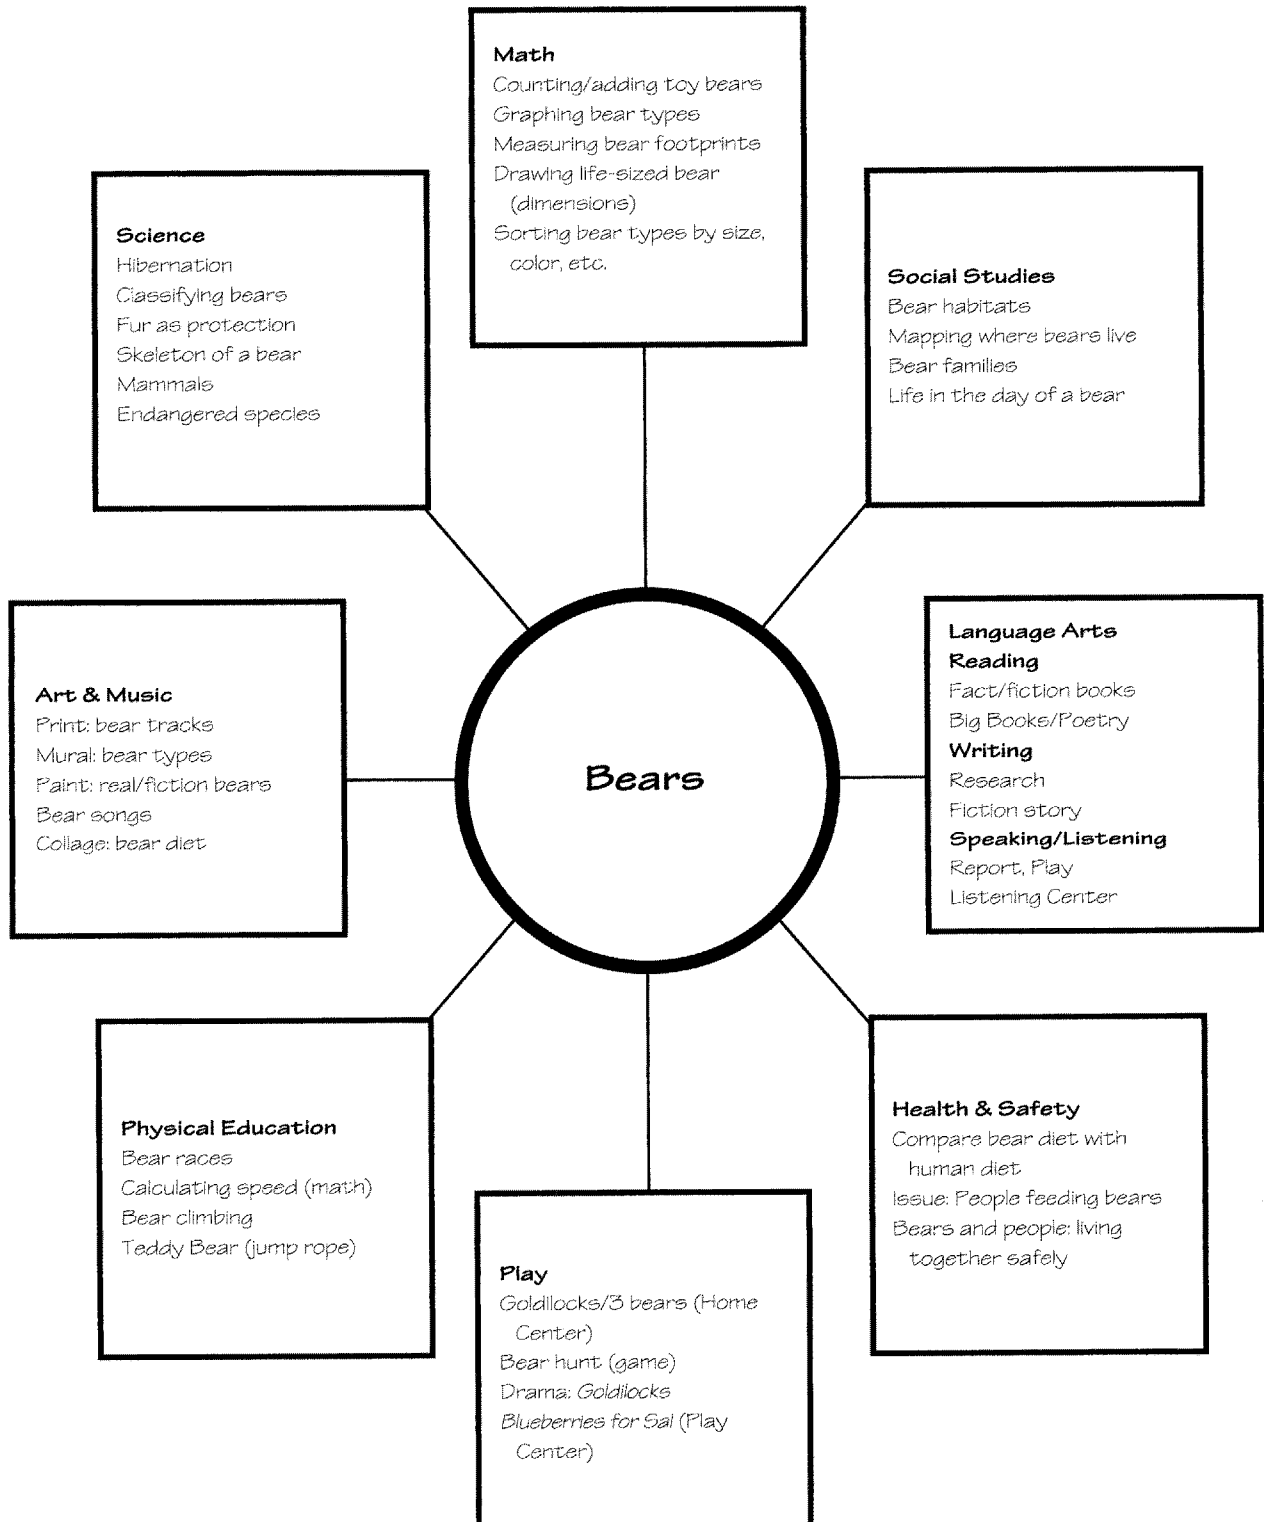 Math
Counting/adding toy bears
Graphing bear types
Measuring bear footprints
Drawing life-sized bear
(dimensions)
Sorting bear types by size,
color, etc.
Science
Hibernation
Classifying bears
Fur as protection
Skeleton of a bear
Mammals
Endangered species
Social Studies
Bear habitats
Mapping where bears live
Bear families
Life in the day of a bear
Art & Music
Print: bear tracks
Mural: bear types
Paint: real/fiction bears
Bear songs
Collage: bear diet
Bears
Language Arts
Reading
Fact/fiction books
Big Books/Poetry
Writing
Research
Fiction story
Speaking/Listening
Report, Play
Listening Center
Physical Education
Bear races
Calculating speed (math)
Bear climbing
Teddy Bear (jump rope)
Play
Goldilocks/3 bears (Home
Center)
Bear hunt (game)
Drama: Goldilocks
Blueberries for Sal (Play
Center)
Health & Safety
Compare bear diet with
human diet
Issue: People feeding bears
Bears and people: living
together safely